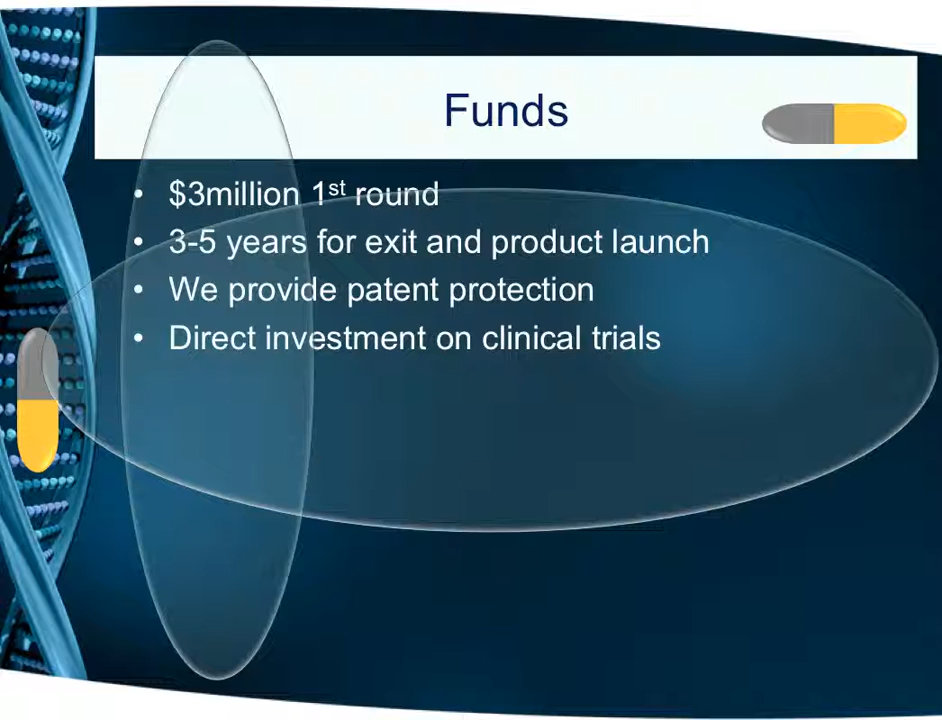 Funds
• $3million 1st round
• 3-5 years for exit and product launch
• We provide patent protection
• Direct investment on clinical trials